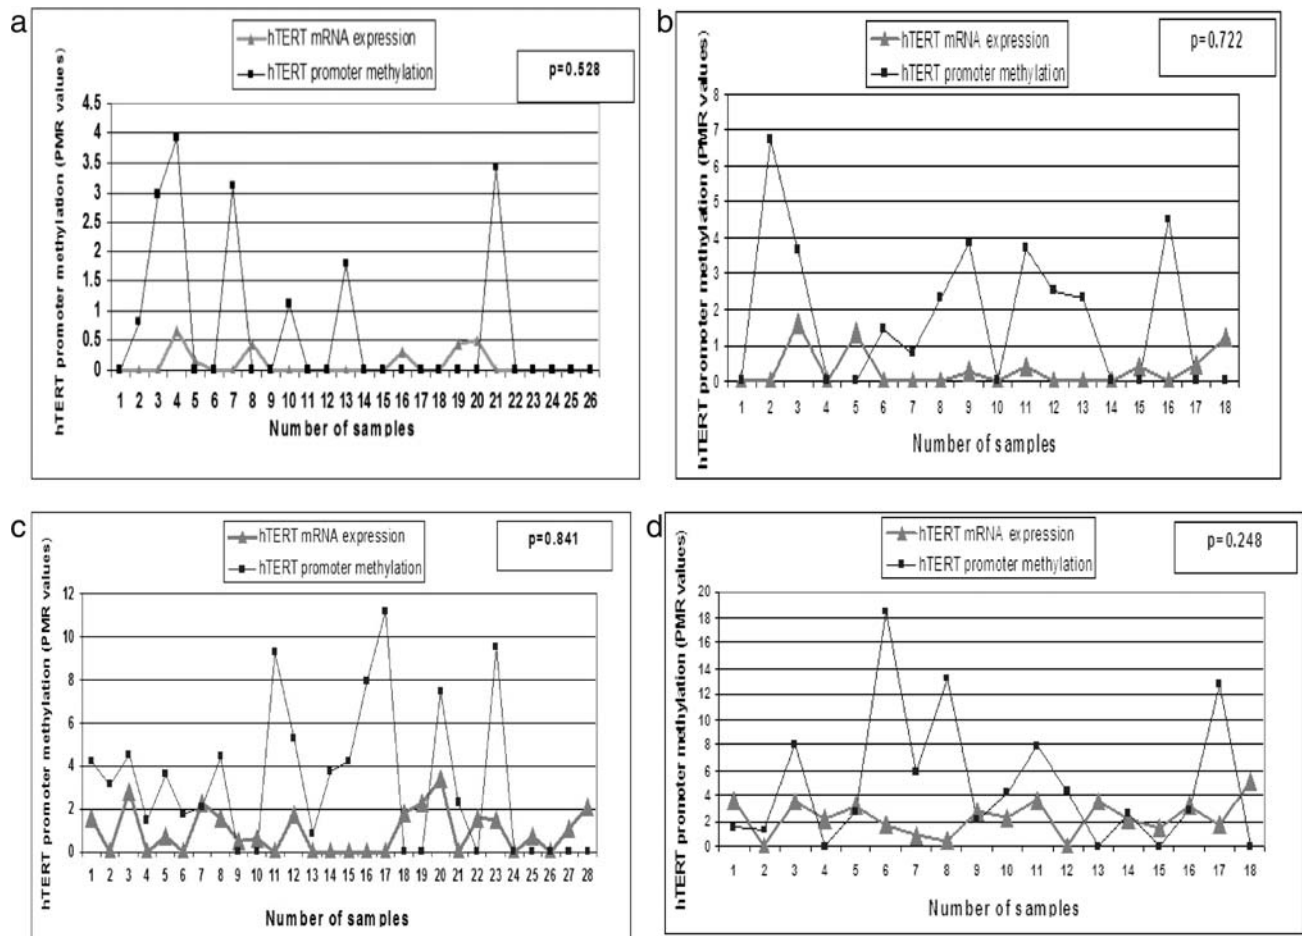 a
hTERT mRNA expression
hTERT promoter methylation
p=0.528
hTERT promoter methylation (PMR values)
4.5
4
3.5
3
2.5
2
1.5
1
0.5
0
1 2 3 4 5 6 7 8 9 10 11 12 13 14 15 16 17 18 19 20 21 22 23 24 25 26
Number of samples
b
hTERT mRNA expression
hTERT promoter methylation
p=0.722
hTERT promoter methylation (PMR values)
8
7
6
5
4
3
2
1
0
1 2 3 4 5 6 7 8 9 10 11 12 13 14 15 16 17 18
Number of samples
c
hTERT mRNA expression
hTERT promoter methylation
p=0.841
hTERT promoter methylation (PMR values)
12
10
8
6
4
2
0
1 2 3 4 5 6 7 8 9 10 11 12 13 14 15 16 17 18 19 20 21 22 23 24 25 26 27 28
Number of samples
d
hTERT mRNA expression
hTERT promoter methylation
p=0.248
hTERT promoter methylation (PMR values)
20
18
16
14
12
10
8
6
4
2
0
1 2 3 4 5 6 7 8 9 10 11 12 13 14 15 16 17 18
Number of samples